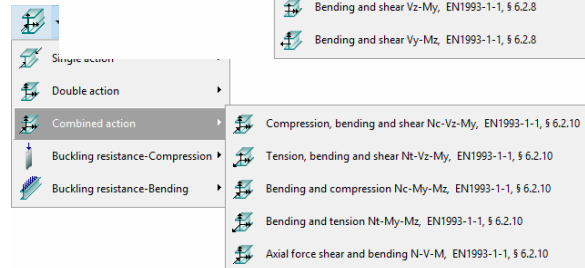 Bending and shear Vz-My, EN1993-1-1, § 6.2.8
Bending and shear Vy-Mz, EN1993-1-1, § 6.2.8
Single action
Double action
Combined action
Buckling resistance-Compression
Buckling resistance-Bending
Compression, bending and shear Nc-Vz-My, EN1993-1-1, § 6.2.10
Tension, bending and shear Nt-Vz-My, EN1993-1-1, § 6.2.10
Bending and compression Nc-My-Mz, EN1993-1-1, § 6.2.10
Bending and tension Nt-My-Mz, EN1993-1-1, § 6.2.10
Axial force shear and bending N-V-M, EN1993-1-1, § 6.2.10